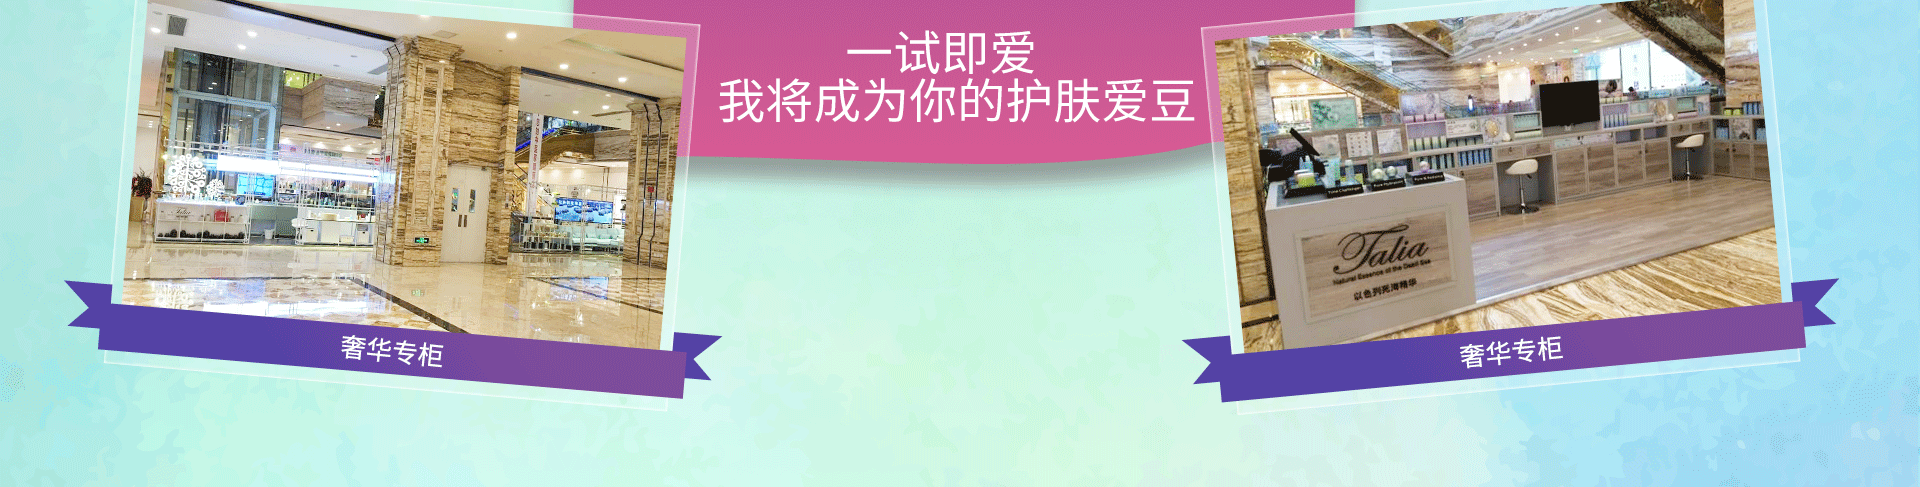 一试即爱
我将成为你的护肤爱豆
Talia
奢华专柜
Talia
Natural Essence of the Dead Sea
以色列死海精华
奢华专柜